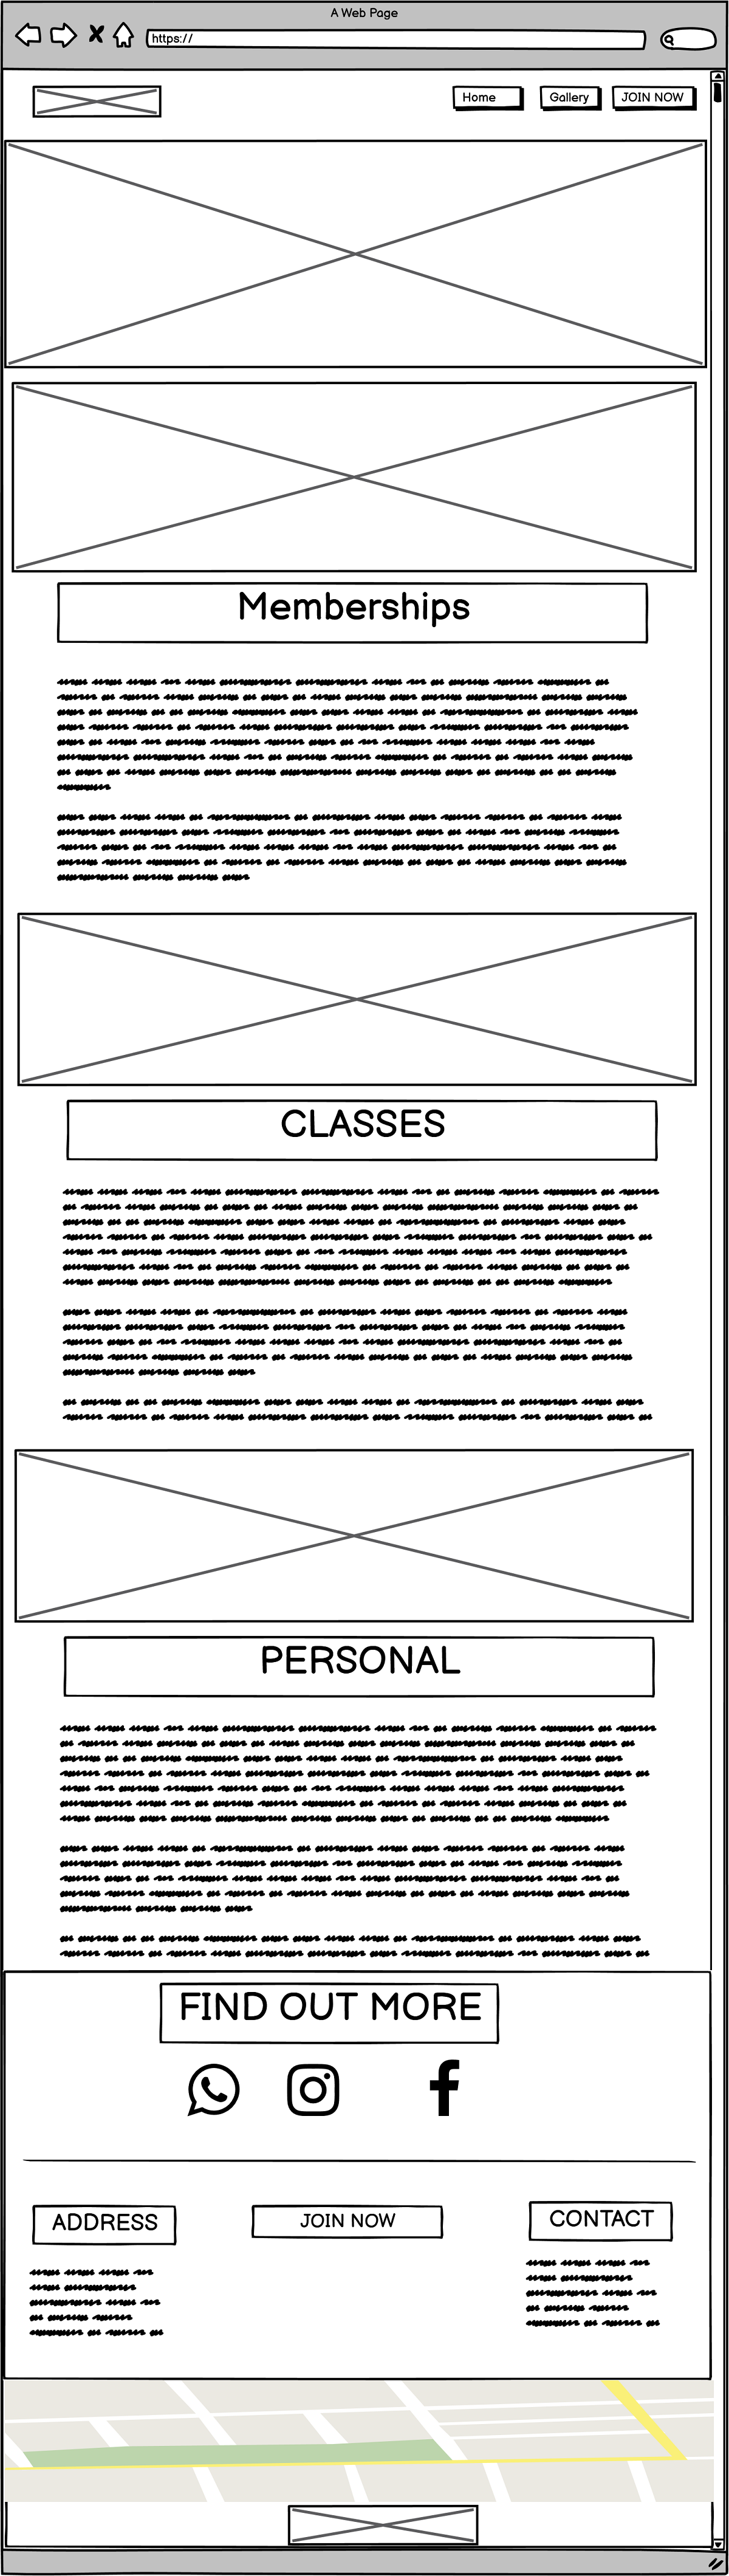 A Web Page
https://
Home
Gallery
JOIN NOW
Memberships
CLASSES
PERSONAL
FIND OUT MORE
ADDRESS
JOIN NOW
CONTACT